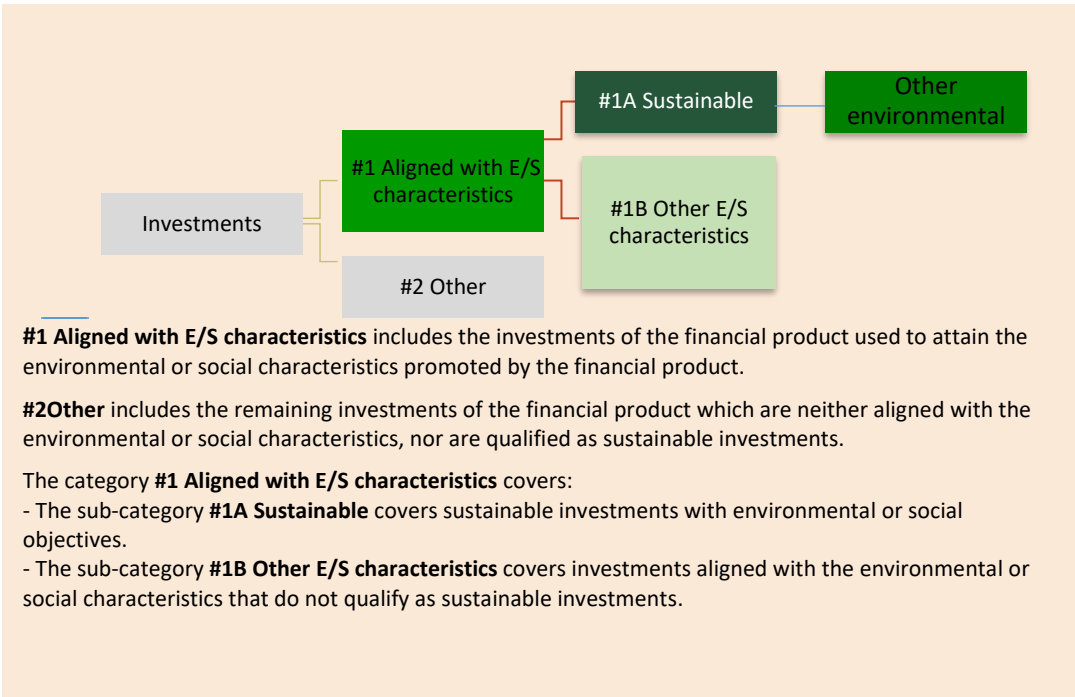 #1A Sustainable
Other
environmental
#1 Aligned with E/S
characteristics
#1B Other E/S
characteristics
Investments
#2 Other
#1 Aligned with E/S characteristics includes the investments of the financial product used to attain the
environmental or social characteristics promoted by the financial product.
#2Other includes the remaining investments of the financial product which are neither aligned with the
environmental or social characteristics, nor are qualified as sustainable investments.
The category #1 Aligned with E/S characteristics covers:
- The sub-category #1A Sustainable covers sustainable investments with environmental or social
objectives.
- The sub-category #1B Other E/S characteristics covers investments aligned with the environmental or
social characteristics that do not qualify as sustainable investments.